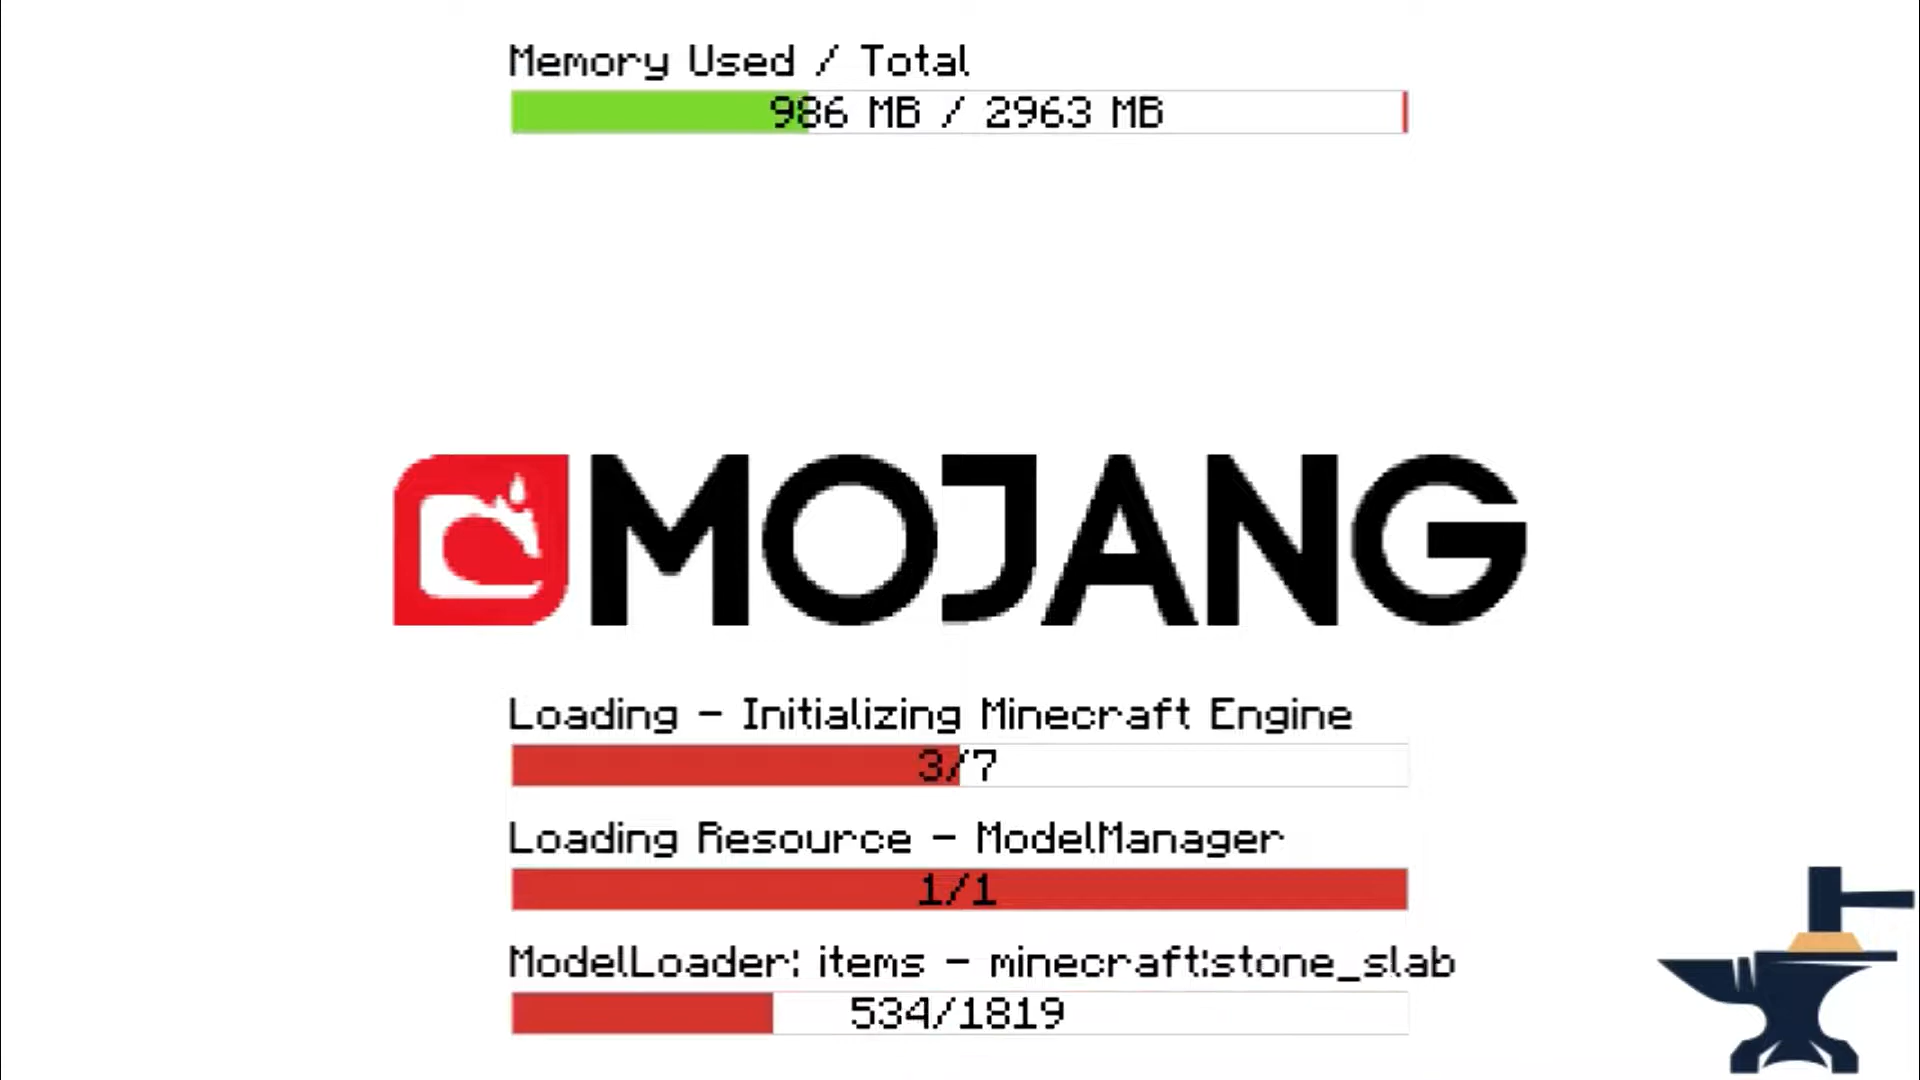 Memory Used / Total
986 MB / 2963 MB
MOJANG
Loading - Initializing Minecraft Engine
3/7
Loading Resource - ModelManager
1/1
ModelLoader: items - minecraft:stone_slab
534/1819